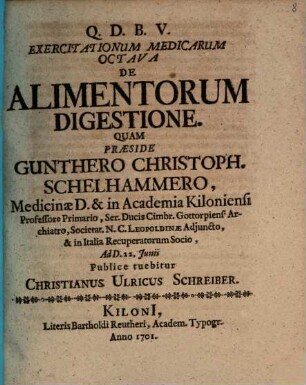 8
Q. D. B. V.
EXERCITATIONUM MEDICARUM
OCTAVA
DE
ALIMENTORUM
DIGESTIONE.
QUAM
PRÆSIDE
GUNTHERO CHRISTOPH.
SCHELHAMMERO,
Medicinæ D. & in Academia Kiloniensi
Professore Primario, Ser. Ducis Cimbr. Gottorpiens' Ar-
chiatro, Societat. N. C. LEOPOLDINÆ Adjuncto,
& in Italia Recuperatorum Socio,
Ad D. 22. Junii
Publice tuebitur
CHRISTIANUS ULRICUS SCHREIBER.
KILONI,
Literis Bartholdi Reutheri, Academ. Typogr.
Anno 1701.